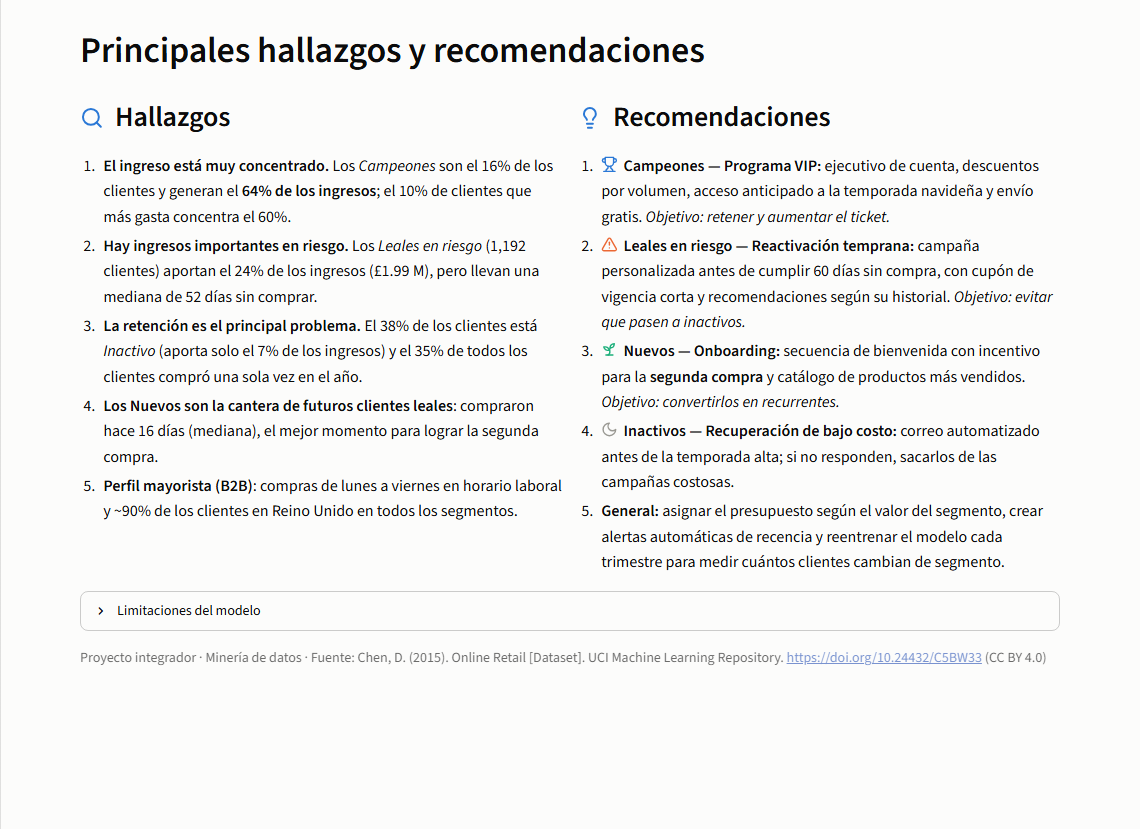 Principales hallazgos y recomendaciones
Hallazgos
1. El ingreso está muy concentrado. Los Campeones son el 16% de los
clientes y generan el 64% de los ingresos; el 10% de clientes que
más gasta concentra el 60%.
2. Hay ingresos importantes en riesgo. Los Leales en riesgo (1,192
clientes) aportan el 24% de los ingresos (£1.99 M), pero llevan una
mediana de 52 días sin comprar.
3. La retención es el principal problema. El 38% de los clientes está
Inactivo (aporta solo el 7% de los ingresos) y el 35% de todos los
clientes compró una sola vez en el año.
4. Los Nuevos son la cantera de futuros clientes leales: compraron
hace 16 días (mediana), el mejor momento para lograr la segunda
compra.
5. Perfil mayorista (B2B): compras de lunes a viernes en horario laboral
y ~90% de los clientes en Reino Unido en todos los segmentos.
Recomendaciones
1. Campeones — Programa VIP: ejecutivo de cuenta, descuentos
por volumen, acceso anticipado a la temporada navideña y envío
gratis. Objetivo: retener y aumentar el ticket.
2. Leales en riesgo — Reactivación temprana: campaña
personalizada antes de cumplir 60 días sin compra, con cupón de
vigencia corta y recomendaciones según su historial. Objetivo: evitar
que pasen a inactivos.
3. Nuevos — Onboarding: secuencia de bienvenida con incentivo
para la segunda compra y catálogo de productos más vendidos.
Objetivo: convertirlos en recurrentes.
4. Inactivos — Recuperación de bajo costo: correo automatizado
antes de la temporada alta; si no responden, sacarlos de las
campañas costosas.
5. General: asignar el presupuesto según el valor del segmento, crear
alertas automáticas de recencia y reentrenar el modelo cada
trimestre para medir cuántos clientes cambian de segmento.
Limitaciones del modelo
Proyecto integrador · Minería de datos · Fuente: Chen, D. (2015). Online Retail [Dataset]. UCI Machine Learning Repository. https://doi.org/10.24432/C5BW33 (CC BY 4.0)